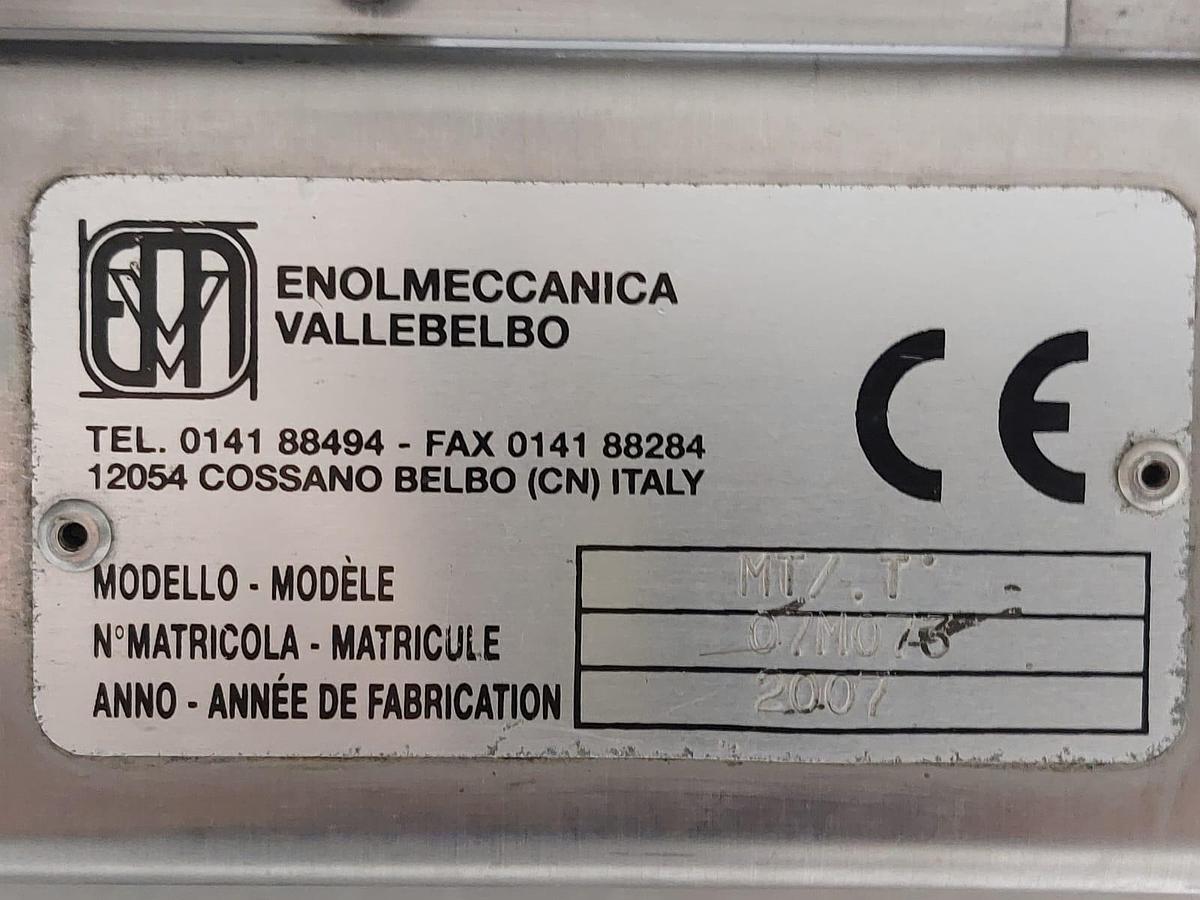 ENOLMECCANICA
VALLEBELBO
CE
TEL. 0141 88494 - FAX 0141 88284
12054 COSSANO BELBO (CN) ITALY
MODELLO - MODÈLE MT/.T°
N° MATRICOLA - MATRICULE
ANNO - ANNÉE DE FABRICATION 2007